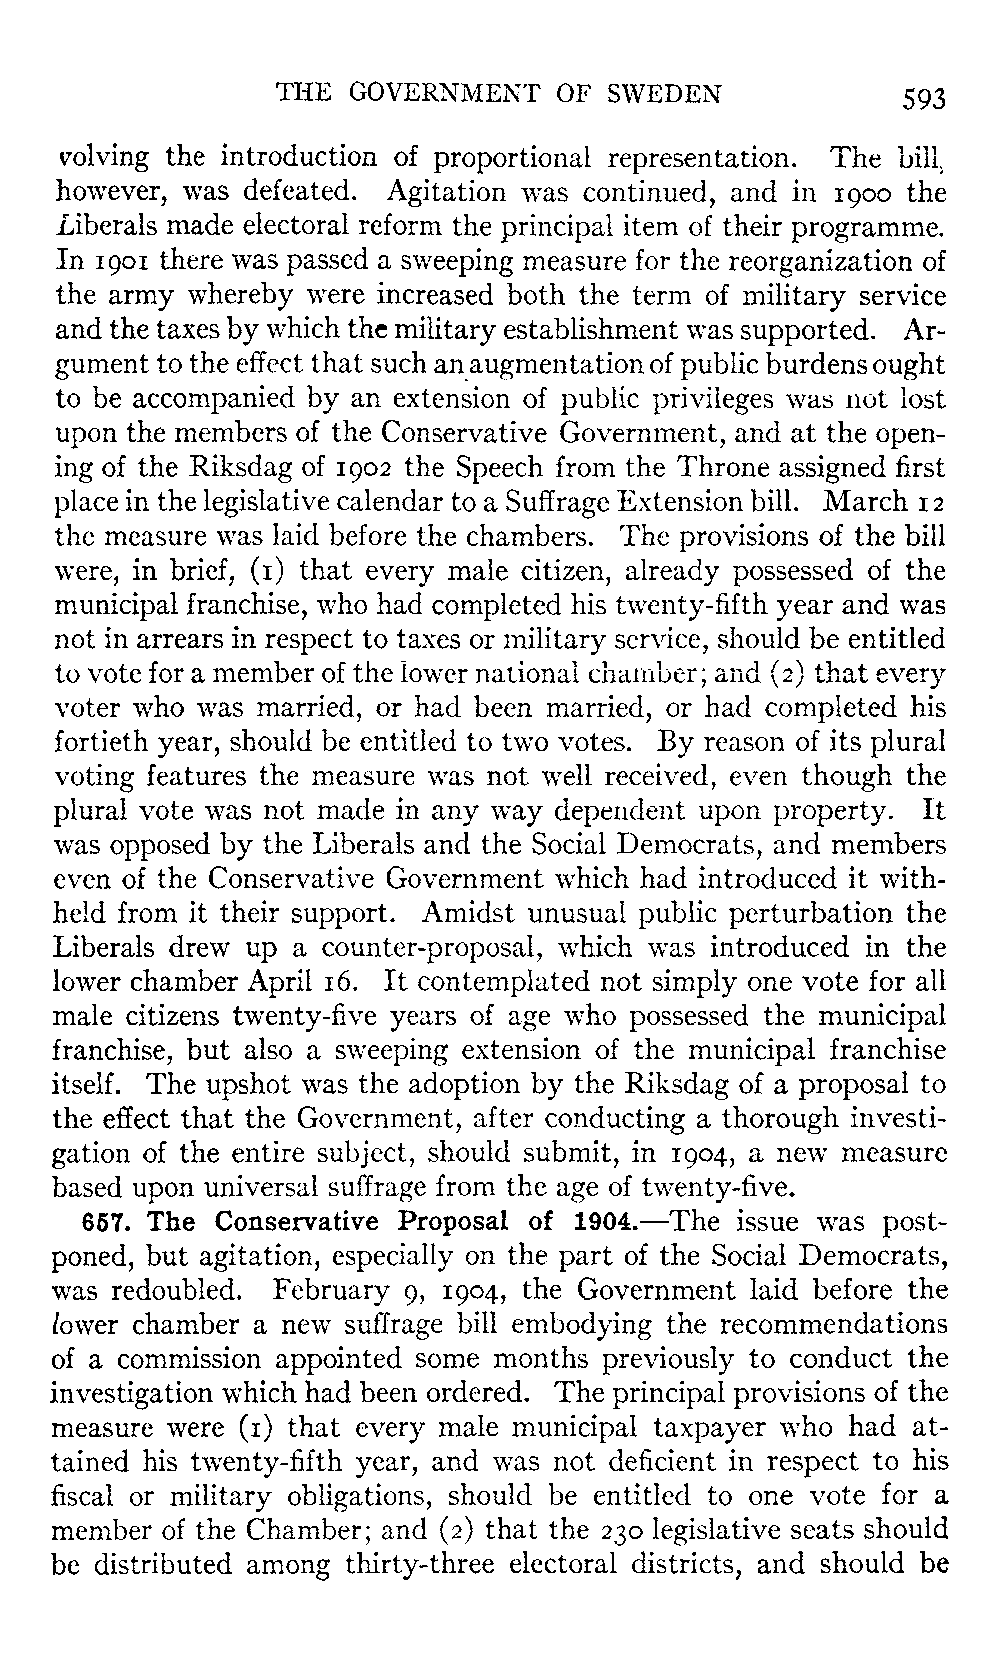 THE GOVERNMENT OF SWEDEN 593
volving the introduction of proportional representation. The bill,
however, was defeated. Agitation was continued, and in 1900 the
Liberals made electoral reform the principal item of their programme.
In 1901 there was passed a sweeping measure for the reorganization of
the army whereby were increased both the term of military service
and the taxes by which the military establishment was supported. Ar-
gument to the effect that such an augmentation of public burdens ought
to be accompanied by an extension of public privileges was not lost
upon the members of the Conservative Government, and at the open-
ing of the Riksdag of 1902 the Speech from the Throne assigned first
place in the legislative calendar to a Suffrage Extension bill. March 12
the measure was laid before the chambers. The provisions of the bill
were, in brief, (1) that every male citizen, already possessed of the
municipal franchise, who had completed his twenty-fifth year and was
not in arrears in respect to taxes or military service, should be entitled
to vote for a member of the lower national chamber; and (2) that every
voter who was married, or had been married, or had completed his
fortieth year, should be entitled to two votes. By reason of its plural
voting features the measure was not well received, even though the
plural vote was not made in any way dependent upon property. It
was opposed by the Liberals and the Social Democrats, and members
even of the Conservative Government which had introduced it with-
held from it their support. Amidst unusual public perturbation the
Liberals drew up a counter-proposal, which was introduced in the
lower chamber April 16. It contemplated not simply one vote for all
male citizens twenty-five years of age who possessed the municipal
franchise, but also a sweeping extension of the municipal franchise
itself. The upshot was the adoption by the Riksdag of a proposal to
the effect that the Government, after conducting a thorough investi-
gation of the entire subject, should submit, in 1904, a new measure
based upon universal suffrage from the age of twenty-five.
657. The Conservative Proposal of 1904.—The issue was post-
poned, but agitation, especially on the part of the Social Democrats,
was redoubled. February 9, 1904, the Government laid before the
lower chamber a new suffrage bill embodying the recommendations
of a commission appointed some months previously to conduct the
investigation which had been ordered. The principal provisions of the
measure were (1) that every male municipal taxpayer who had at-
tained his twenty-fifth year, and was not deficient in respect to his
fiscal or military obligations, should be entitled to one vote for a
member of the Chamber; and (2) that the 230 legislative seats should
be distributed among thirty-three electoral districts, and should be